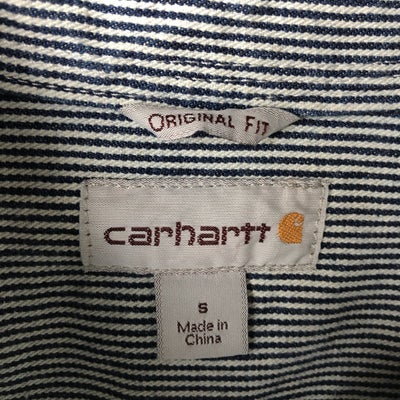 ORIGINAL FIT
carhartt
S
Made in
China